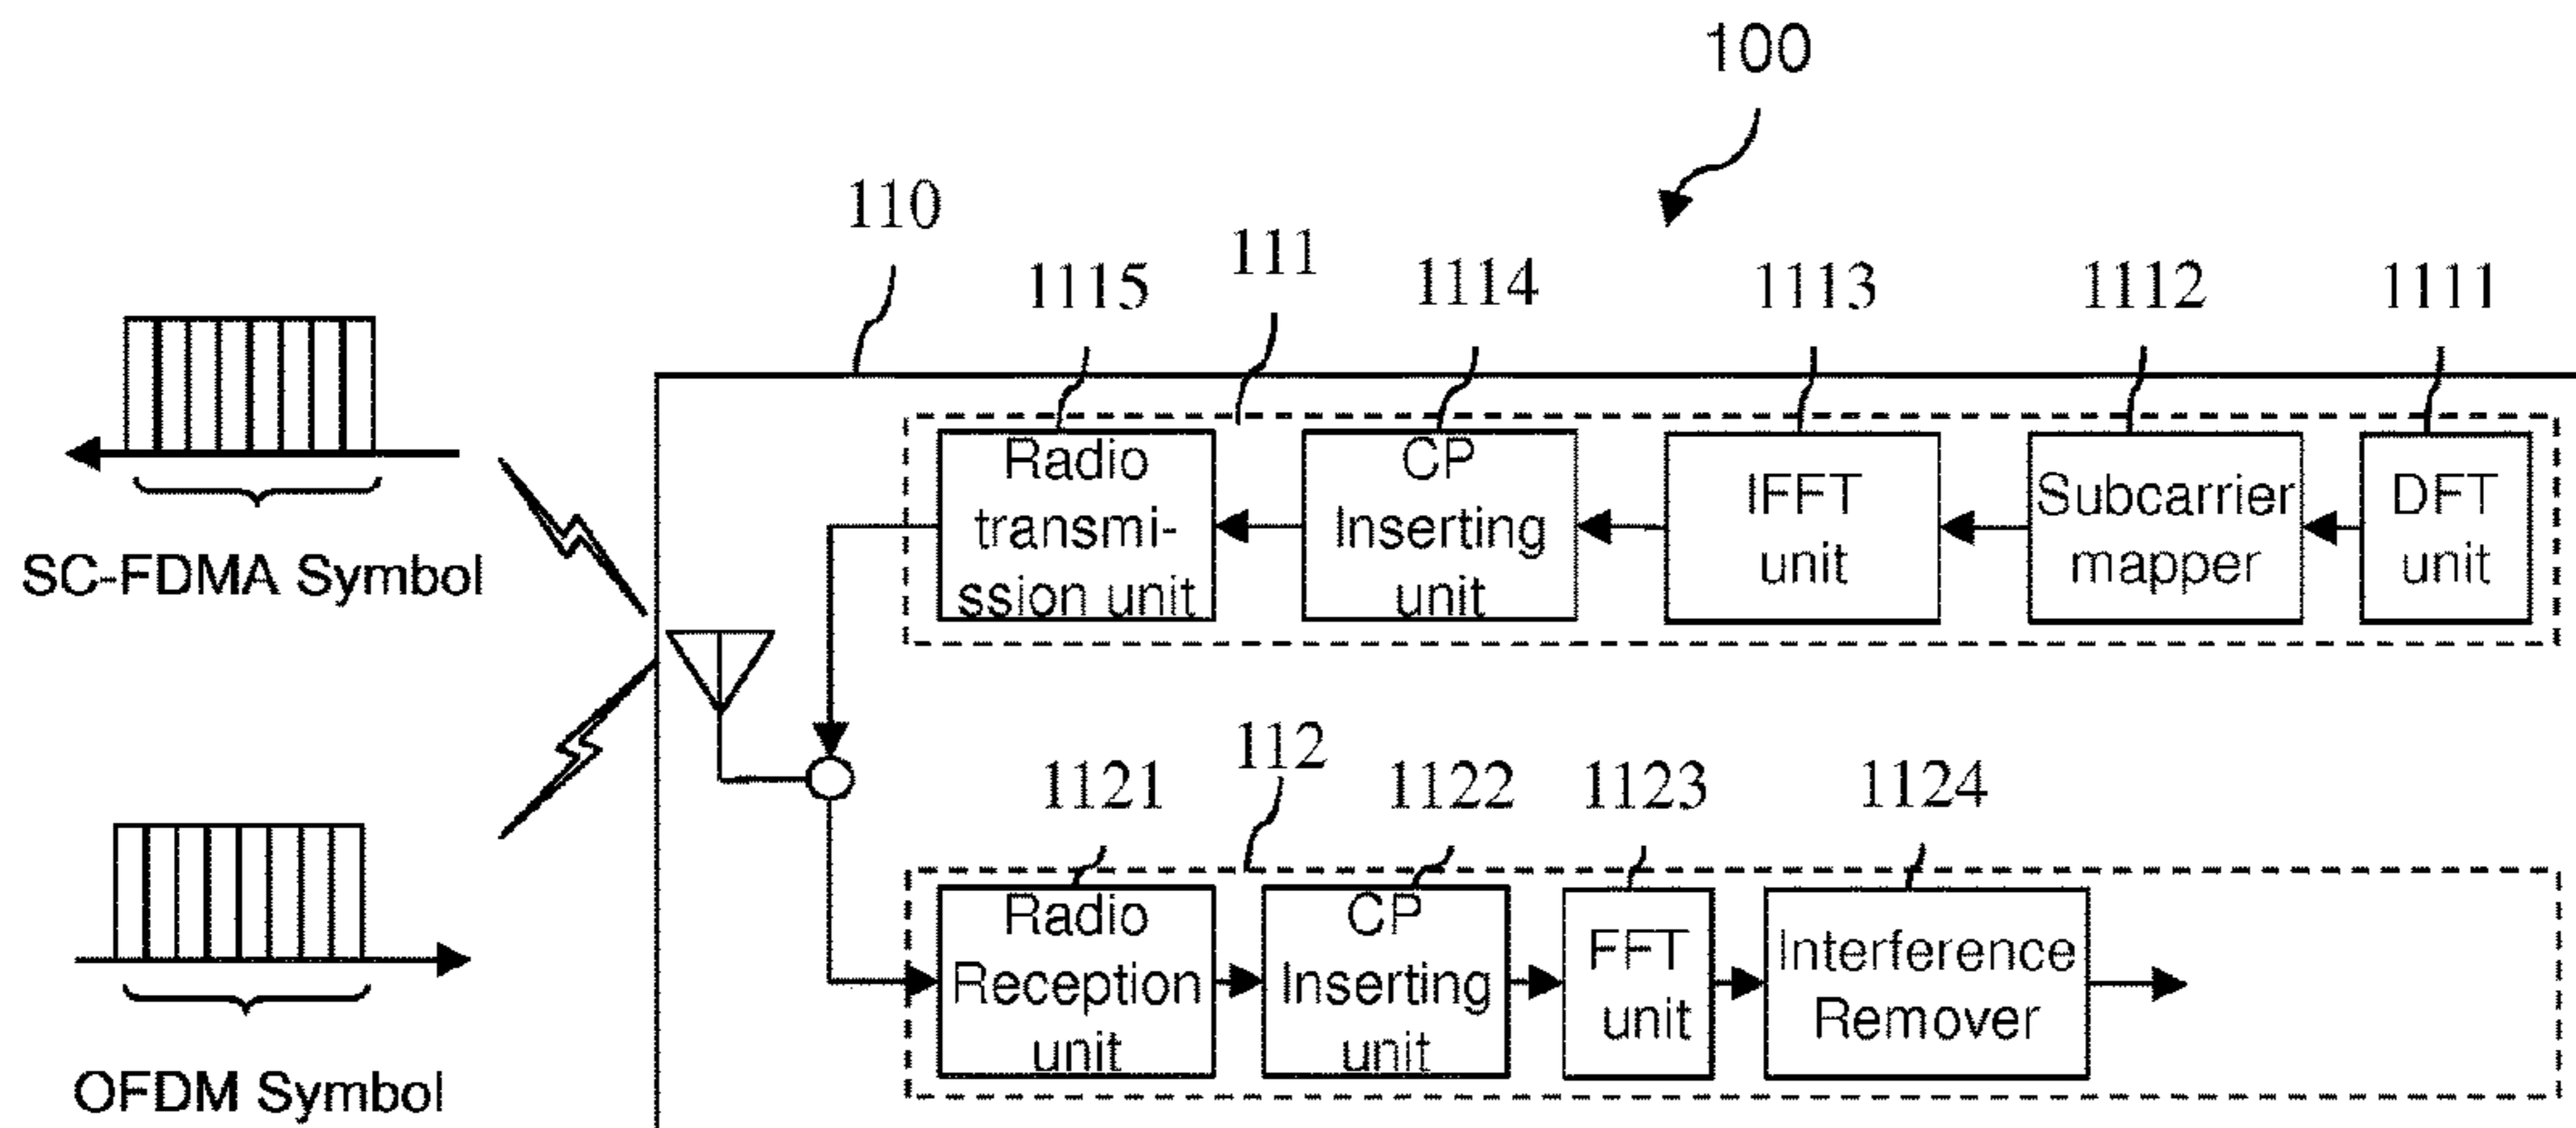 100
110
1115
111
1114
1113
1112
1111
Radio
transmi-
ssion unit
CP
Inserting
unit
IFFT
unit
Subcarrier
mapper
DFT
unit
SC-FDMA Symbol
1121
112
1122
1123
1124
Radio
Reception
unit
CP
Inserting
unit
FFT
unit
Interference
Remover
OFDM Symbol